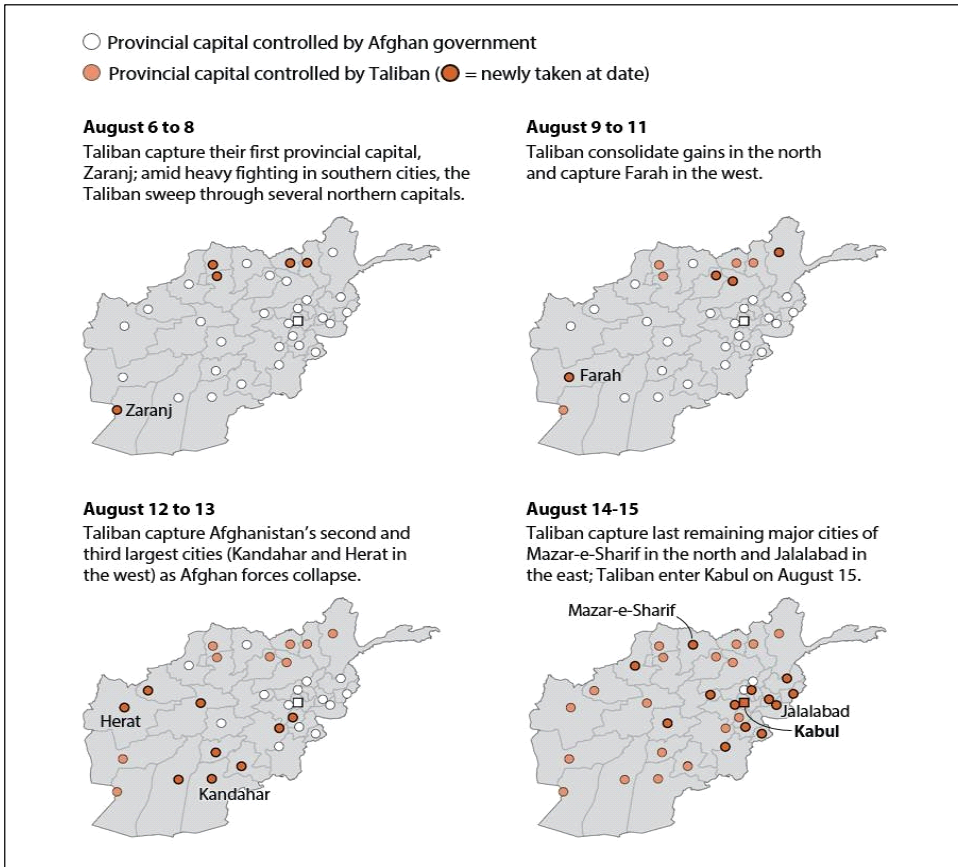 Provincial capital controlled by Afghan government
Provincial capital controlled by Taliban ( = newly taken at date)
August 6 to 8
Taliban capture their first provincial capital,
Zaranj; amid heavy fighting in southern cities, the
Taliban sweep through several northern capitals.
Zaranj
August 9 to 11
Taliban consolidate gains in the north
and capture Farah in the west.
Farah
August 12 to 13
Taliban capture Afghanistan’s second and
third largest cities (Kandahar and Herat in
the west) as Afghan forces collapse.
Herat
Kandahar
August 14-15
Taliban capture last remaining major cities of
Mazar-e-Sharif in the north and Jalalabad in
the east; Taliban enter Kabul on August 15.
Mazar-e-Sharif
Jalalabad
Kabul